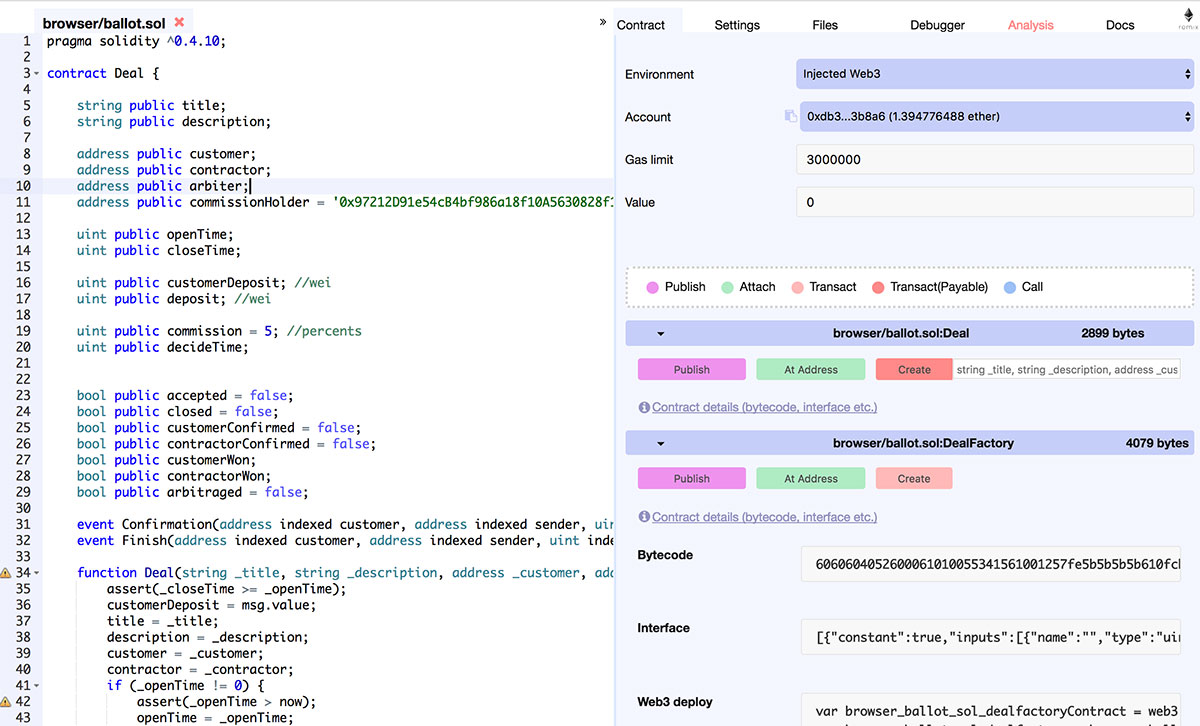 browser/ballot.sol ✖
1 pragma solidity ^0.4.10;
2
3 contract Deal {
4
5 string public title;
6 string public description;
7
8 address public customer;
9 address public contractor;
10 address public arbiter;
11 address public commissionHolder = '0x97212D91e54cB4bf986a18f10A5630828f
12
13 uint public openTime;
14 uint public closeTime;
15
16 uint public customerDeposit; //wei
17 uint public deposit; //wei
18
19 uint public commission = 5; //percents
20 uint public decideTime;
21
22
23 bool public accepted = false;
24 bool public closed = false;
25 bool public customerConfirmed = false;
26 bool public contractorConfirmed = false;
27 bool public customerWon;
28 bool public contractorWon;
29 bool public arbitraged = false;
30
31 event Confirmation(address indexed customer, address indexed sender, uin
32 event Finish(address indexed customer, address indexed sender, uint inde
33
34 function Deal(string _title, string _description, address _customer, add
35 assert(_closeTime >= _openTime);
36 customerDeposit = msg.value;
37 title = _title;
38 description = _description;
39 customer = _customer;
40 contractor = _contractor;
41 if (_openTime != 0) {
42 assert(_openTime > now);
43 openTime = _openTime;
»
Contract Settings Files Debugger Analysis Docs
Environment Injected Web3
Account 0xdb3...3b8a6 (1.394776488 ether)
Gas limit 3000000
Value 0
Publish Attach Transact Transact(Payable) Call
browser/ballot.sol:Deal 2899 bytes
Publish At Address Create string _title, string _description, address _cus
Contract details (bytecode, interface etc.)
browser/ballot.sol:DealFactory 4079 bytes
Publish At Address Create
Contract details (bytecode, interface etc.)
Bytecode 6060604052600061010055341561001257fe5b5b5b5b610fc
Interface [{"constant":true,"inputs":[{"name":"","type":"uin
Web3 deploy var browser_ballot_sol_dealfactoryContract = web3